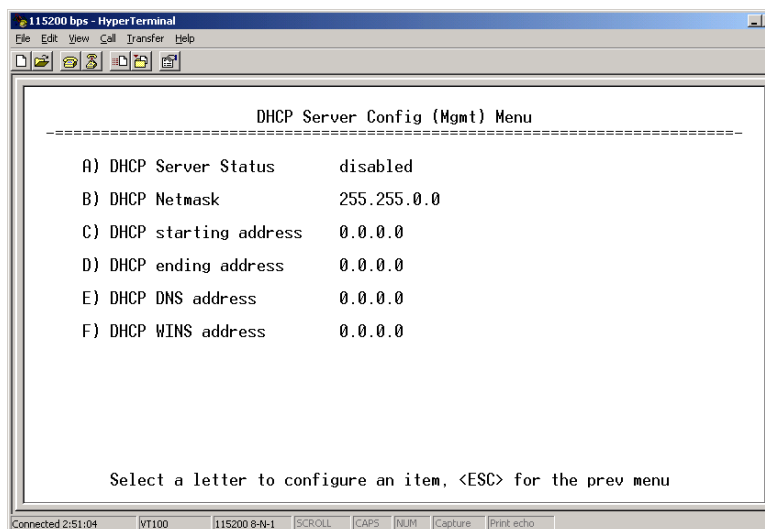 115200 bps - HyperTerminal
File Edit View Call Transfer Help
DHCP Server Config (Mgmt) Menu
-==========================================================================-
A) DHCP Server Status disabled
B) DHCP Netmask 255.255.0.0
C) DHCP starting address 0.0.0.0
D) DHCP ending address 0.0.0.0
E) DHCP DNS address 0.0.0.0
F) DHCP WINS address 0.0.0.0
Select a letter to configure an item, <ESC> for the prev menu
Connected 2:51:04 VT100 115200 8-N-1 SCROLL CAPS NUM Capture Print echo